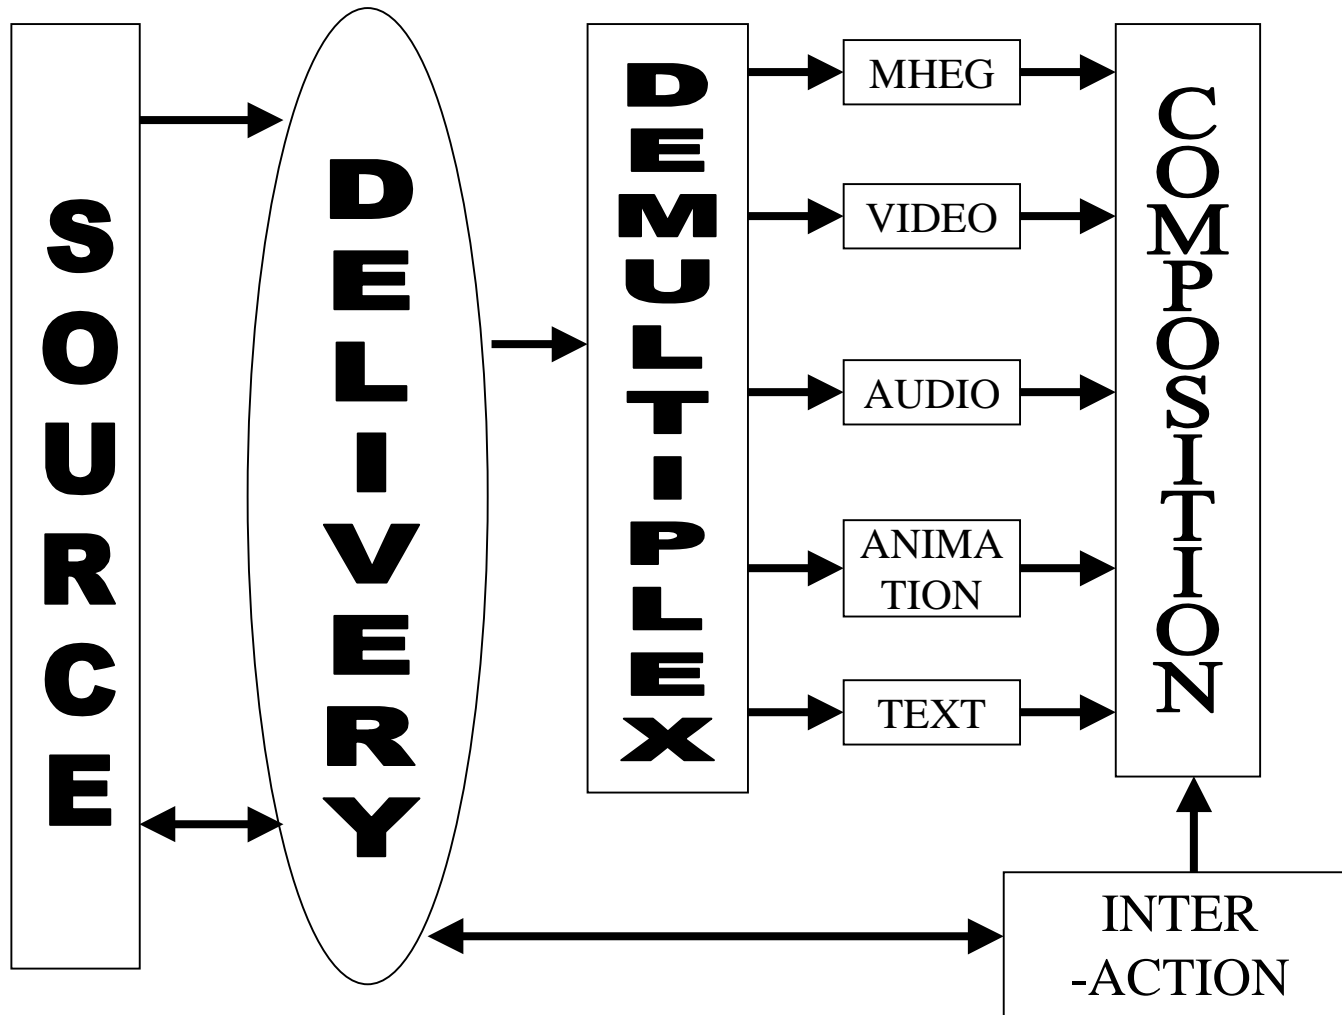 SOURCE
DELIVERY
DEMULTIPLEX
MHEG
VIDEO
AUDIO
ANIMA
TION
TEXT
COMPOSITION
INTER
-ACTION